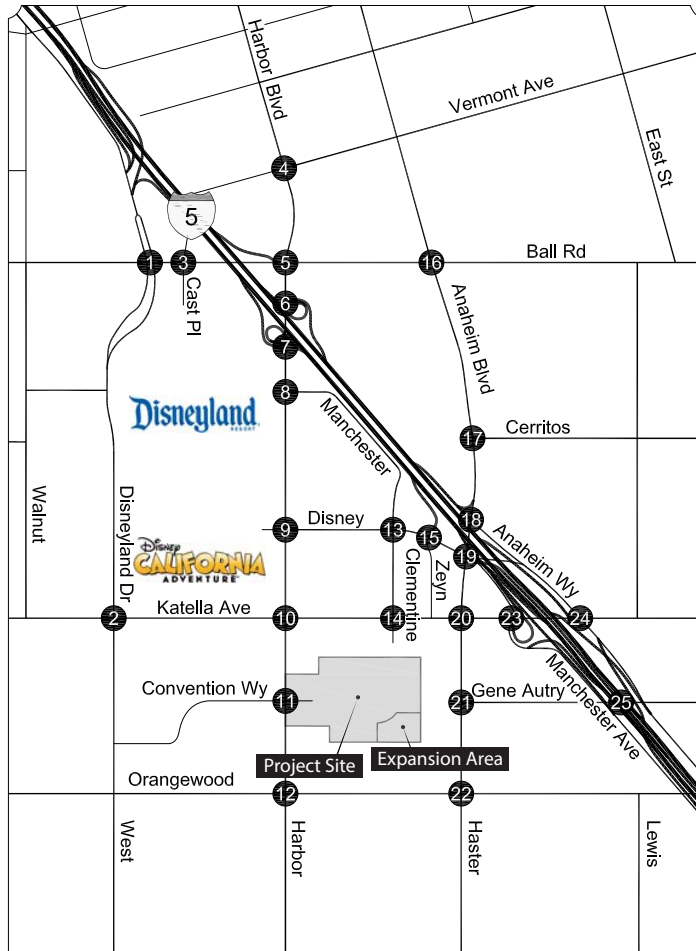 Harbor Blvd
Vermont Ave
4
East St
5
1
3
5
16
Ball Rd
Cast Pl
6
Anaheim Blvd
7
8
Disneyland
RESORT
Manchester
17
Cerritos
Walnut
Disneyland Dr
18
9
Disney
13
15
Anaheim Wy
19
Disney
CALIFORNIA
ADVENTURE
Clementine
Zeyn
2
Katella Ave
10
14
20
23
24
Convention Wy
11
21
Gene Autry
Manchester Ave
25
Project Site
Expansion Area
Orangewood
12
22
West
Harbor
Haster
Lewis